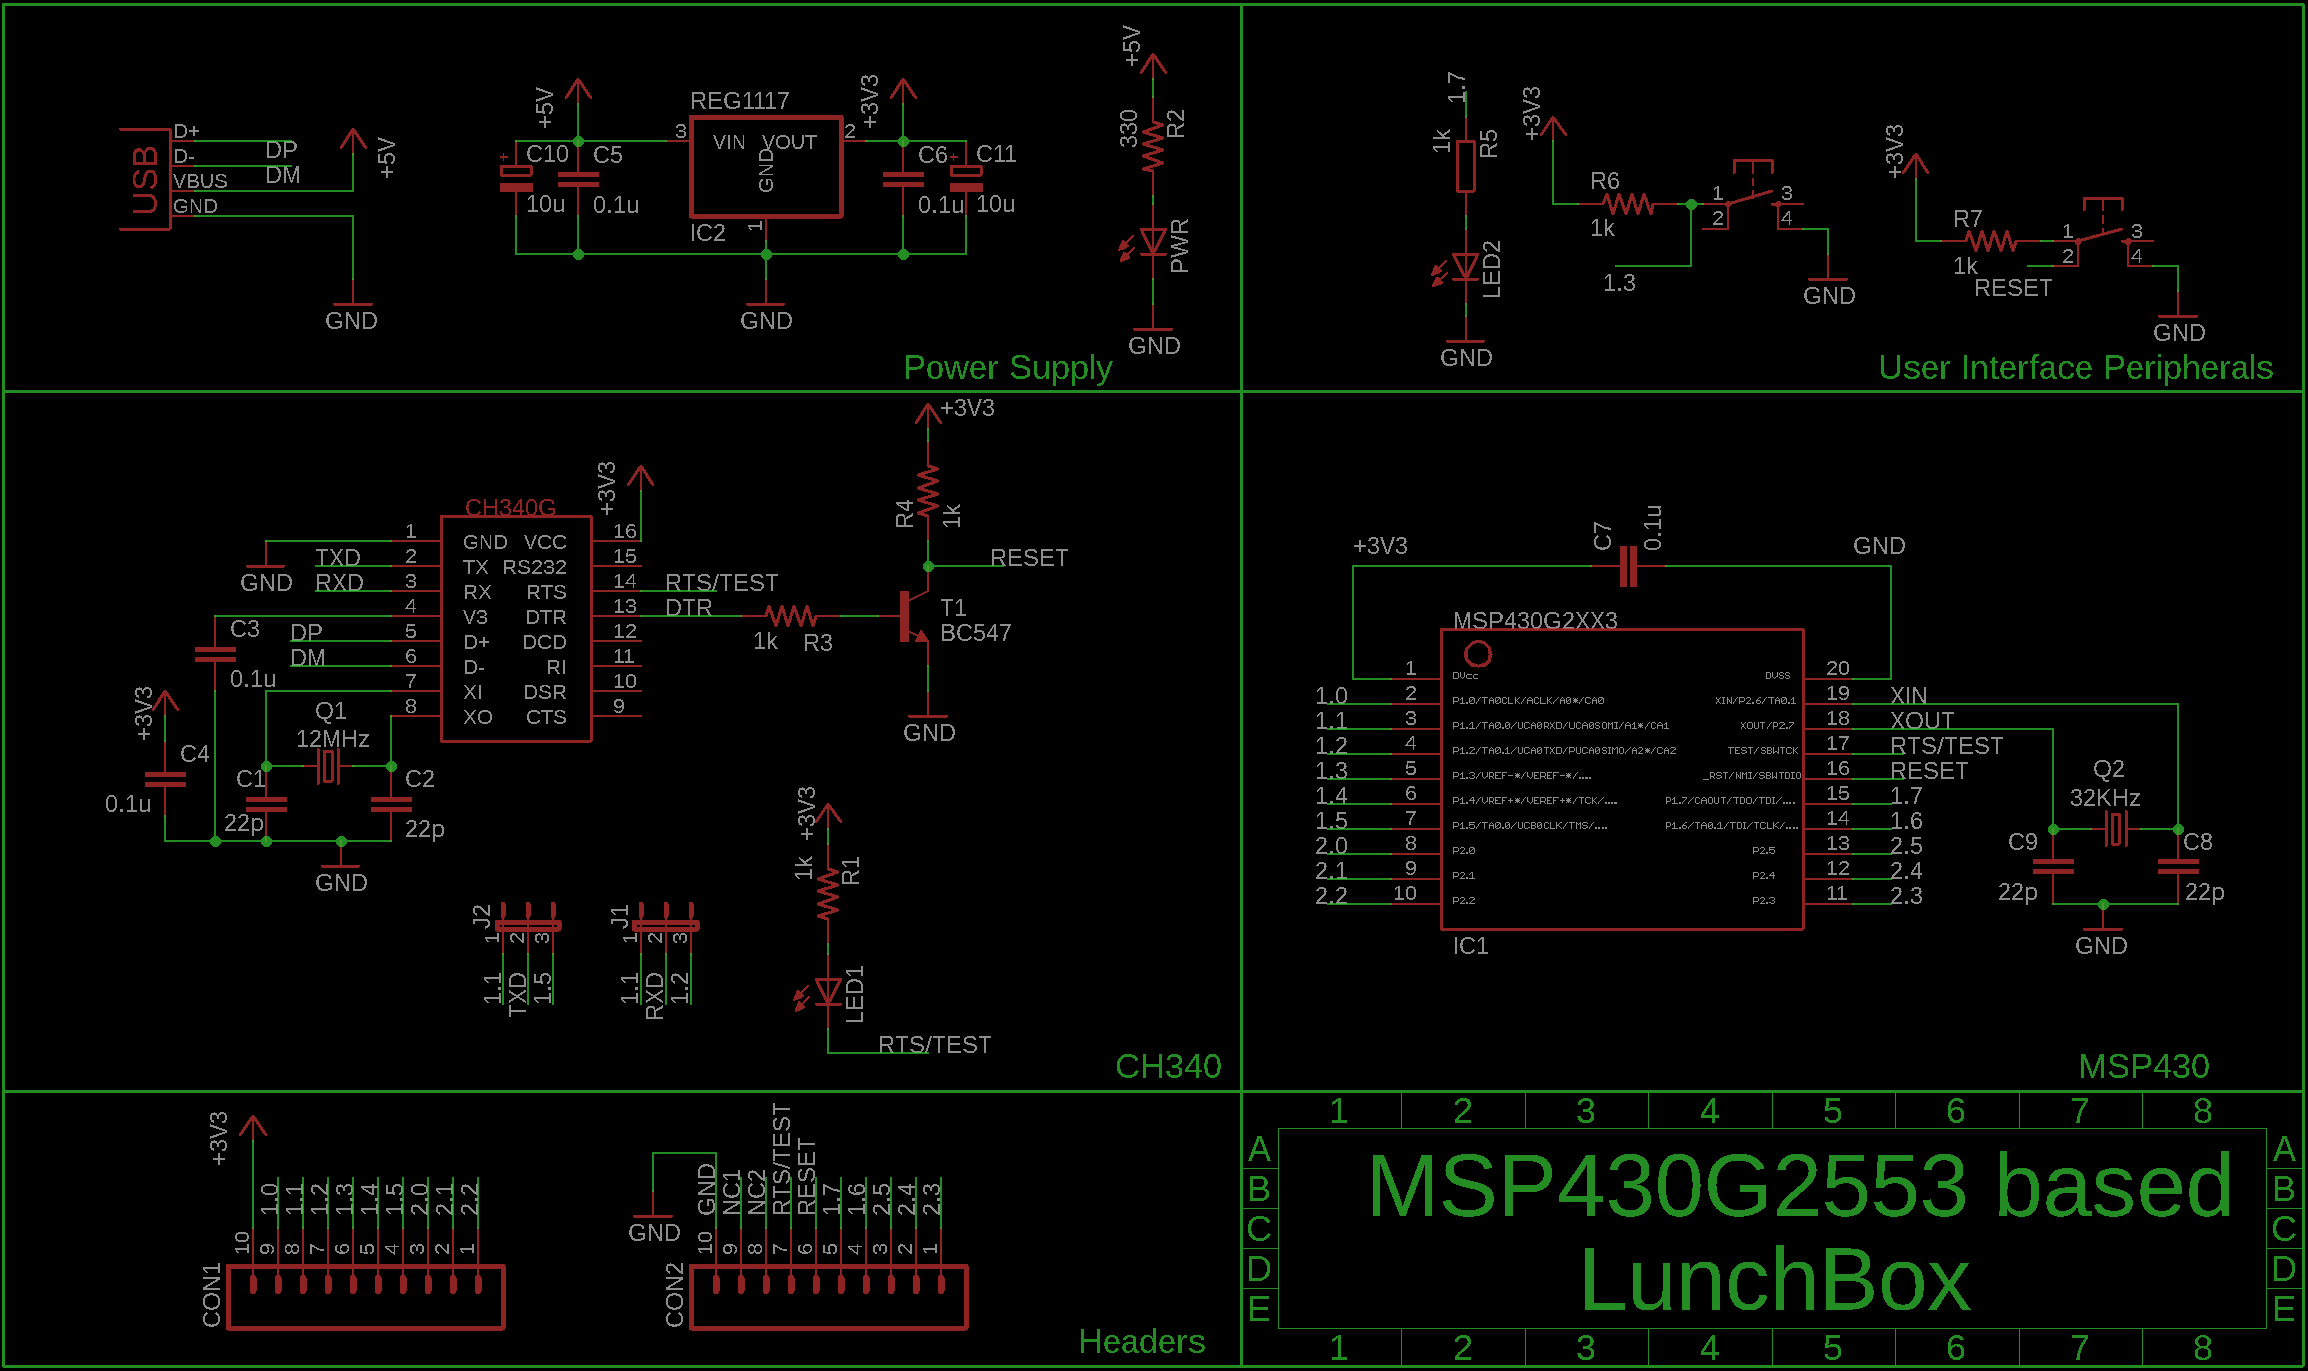 USB
D+
D-
VBUS
GND
DP
DM
+5V
GND
+5V
C10
10u
C5
0.1u
REG1117
3
VIN
VOUT
GND
2
1
IC2
GND
+3V3
C6
0.1u
C11
10u
+5V
330
R2
PWR
GND
Power Supply
1.7
1k
R5
LED2
GND
+3V3
R6
1k
1.3
1
2
3
4
GND
+3V3
R7
1k
RESET
1
2
3
4
GND
User Interface Peripherals
CH340G
1 GND VCC 16
2 TX RS232 15
3 RX RTS 14
4 V3 DTR 13
5 D+ DCD 12
6 D- RI 11
7 XI DSR 10
8 XO CTS 9
GND
TXD
RXD
DP
DM
+3V3
C3
0.1u
+3V3
C4
0.1u
Q1
12MHz
C1
22p
C2
22p
GND
RTS/TEST
DTR
1k
R3
+3V3
R4
1k
RESET
T1
BC547
GND
+3V3
1k
R1
LED1
RTS/TEST
J2
1 2 3
1.1
TXD
1.5
J1
1 2 3
1.1
RXD
1.2
CH340
+3V3
C7
0.1u
GND
MSP430G2XX3
1 DVcc DVSS 20
1.0 2 P1.0/TA0CLK/ACLK/A0*/CA0 XIN/P2.6/TA0.1 19 XIN
1.1 3 P1.1/TA0.0/UCA0RXD/UCA0SOMI/A1*/CA1 XOUT/P2.7 18 XOUT
1.2 4 P1.2/TA0.1/UCA0TXD/PUCA0SIMO/A2*/CA2 TEST/SBWTCK 17 RTS/TEST
1.3 5 P1.3/VREF-*/VEREF-*/.... _RST/NMI/SBWTDIO 16 RESET
1.4 6 P1.4/VREF+*/VEREF+*/TCK/.... P1.7/CAOUT/TDO/TDI/.... 15 1.7
1.5 7 P1.5/TA0.0/UCB0CLK/TMS/.... P1.6/TA0.1/TDI/TCLK/.... 14 1.6
2.0 8 P2.0 P2.5 13 2.5
2.1 9 P2.1 P2.4 12 2.4
2.2 10 P2.2 P2.3 11 2.3
IC1
Q2
32KHz
C9
22p
C8
22p
GND
MSP430
+3V3
1.0
1.1
1.2
1.3
1.4
1.5
2.0
2.1
2.2
10 9 8 7 6 5 4 3 2 1
CON1
GND
GND
NC1
NC2
RTS/TEST
RESET
1.7
1.6
2.5
2.4
2.3
10 9 8 7 6 5 4 3 2 1
CON2
Headers
1 2 3 4 5 6 7 8
A
B
C
D
E
MSP430G2553 based
LunchBox
A
B
C
D
E
1 2 3 4 5 6 7 8